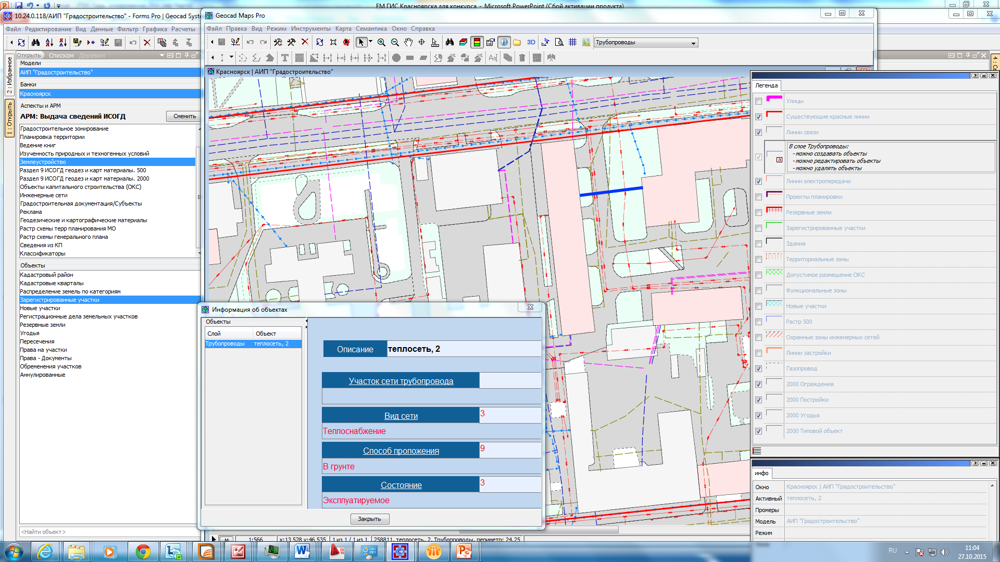 ЕМ ГИС Красноярска для конкурса - Microsoft PowerPoint (Сбой активации продукта)
10.24.0.118/АИП "Градостроительство" - Forms Pro | Geocad Syste
Файл Редактирование Вид Данные Фильтр Графика Расчеты
Открыть Списком Деревом
2 : Избранное
1 : Открыть
Модели
АИП "Градостроительство"
Банки
Красноярск
Аспекты и АРМ
АРМ: Выдача сведений ИСОГД
Сменить
Градостроительное зонирование
Планировка территории
Ведение книг
Изученность природных и техногенных условий
Землеустройство
Раздел 9 ИСОГД геодез и карт материалы. 500
Раздел 9 ИСОГД геодез и карт материалы. 2000
Объекты капитального строительства (ОКС)
Инженерные сети
Градостроительная документация/Субъекты
Реклама
Геодезические и картографические материалы
Растр схемы терр планирования МО
Растр схемы генерального плана
Сведения из КП
Классификаторы
Объекты
Кадастровый район
Кадастровые кварталы
Распределение земель по категориям
Зарегистрированные участки
Новые участки
Регистрационные дела земельных участков
Резервные земли
Угодья
Пересечения
Права на участки
Права - Документы
Обременения участков
Аннулированные
<Найти объект>
Geocad Maps Pro
Файл Правка Вид Режим Инструменты Карта Семантика Окно Справка
3D
Трубопроводы
Красноярск | АИП "Градостроительство"
Информация об объектах
Объекты
Слой Объект
Трубопроводы теплосеть, 2
Описание теплосеть, 2
Участок сети трубопровода
Вид сети 3
Теплоснабжение
Способ проложения 9
В грунте
Состояние 3
Эксплуатируемое
Закрыть
м 1:566 x:13 528 y:46 535 1 из 1 / 1 из 1 258811, теплосеть, 2, Трубопроводы, периметр: 24,25
Легенда
Улицы
Существующие красные линии
Линии связи
В слое Трубопроводы:
- можно создавать объекты
- можно редактировать объекты
- можно удалять объекты
Линии электропередачи
Проекты планировки
Резервные земли
Зарегистрированные участки
Здания
Территориальные зоны
Допустимое размещение ОКС
Функциональные зоны
Новые участки
Растр 500
Охранные зоны инженерных сетей
Линии застройки
Газопровод
2000 Ограждения
2000 Постройки
2000 Угодья
2000 Типовой объект
инфо
Окно Красноярск | АИП "Градостроительство"
Активный теплосеть, 2
Промеры
Модель АИП "Градостроительство"
Режим
RU
11:04
27.10.2015